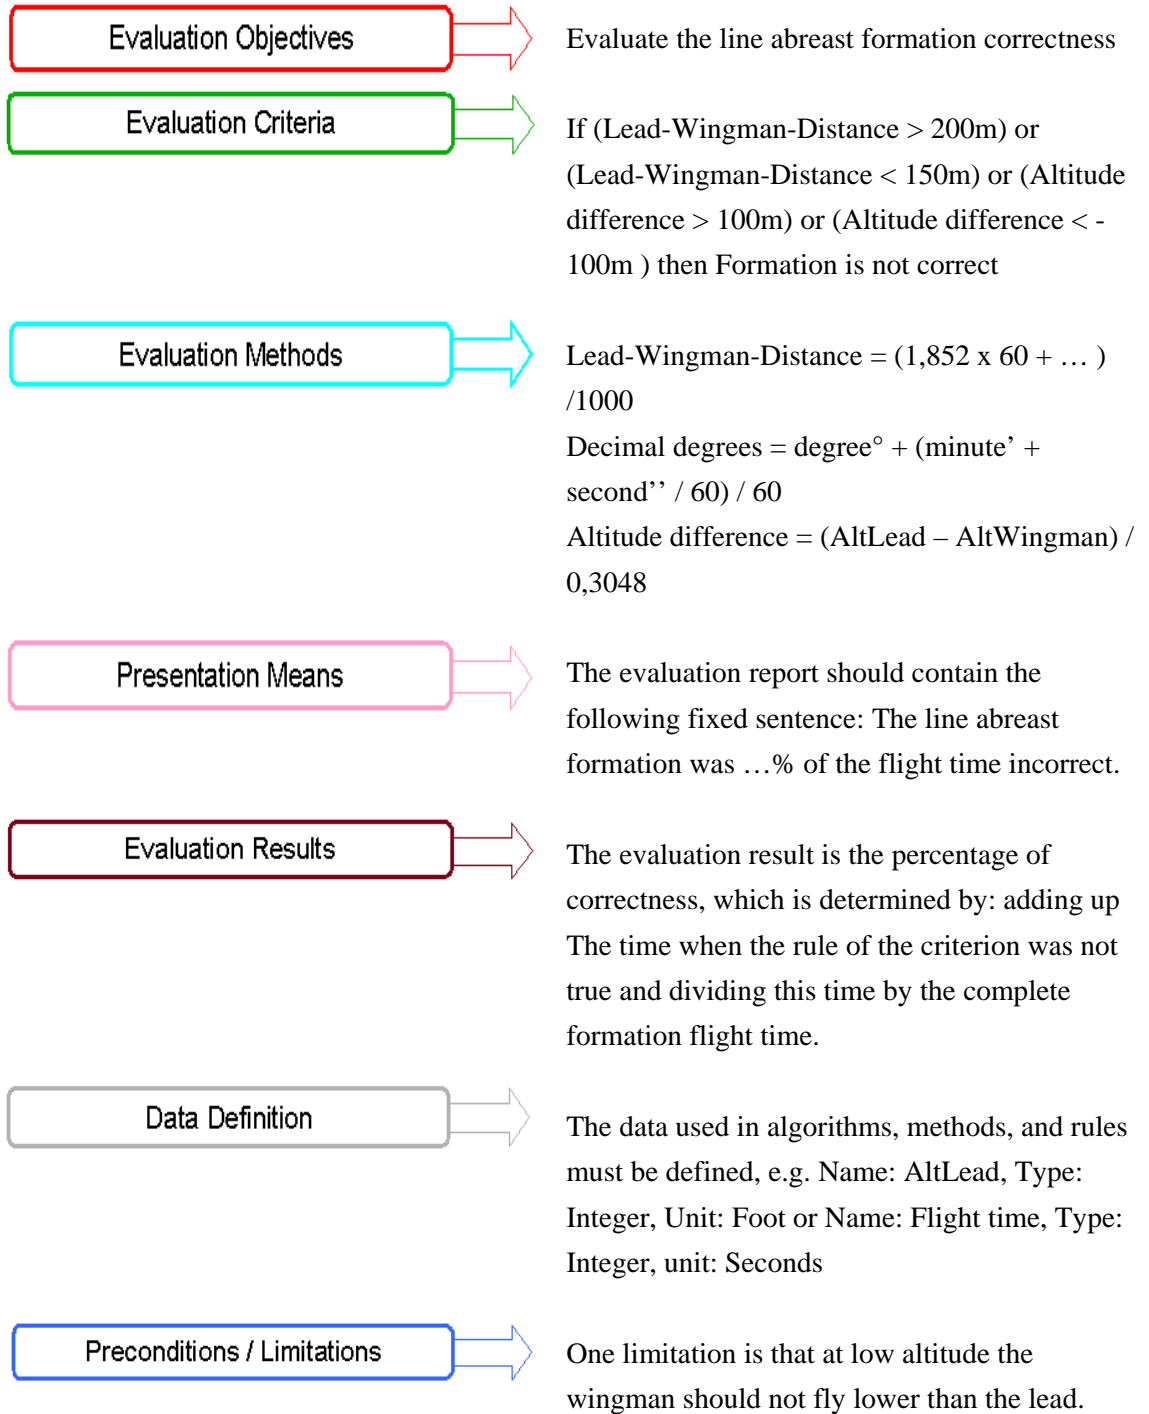 Evaluation Objectives
Evaluate the line abreast formation correctness
Evaluation Criteria
If (Lead-Wingman-Distance > 200m) or
(Lead-Wingman-Distance < 150m) or (Altitude
difference > 100m) or (Altitude difference < -
100m ) then Formation is not correct
Evaluation Methods
Lead-Wingman-Distance = (1,852 x 60 + … )
/1000
Decimal degrees = degree° + (minute’ +
second’’ / 60) / 60
Altitude difference = (AltLead – AltWingman) /
0,3048
Presentation Means
The evaluation report should contain the
following fixed sentence: The line abreast
formation was …% of the flight time incorrect.
Evaluation Results
The evaluation result is the percentage of
correctness, which is determined by: adding up
The time when the rule of the criterion was not
true and dividing this time by the complete
formation flight time.
Data Definition
The data used in algorithms, methods, and rules
must be defined, e.g. Name: AltLead, Type:
Integer, Unit: Foot or Name: Flight time, Type:
Integer, unit: Seconds
Preconditions / Limitations
One limitation is that at low altitude the
wingman should not fly lower than the lead.